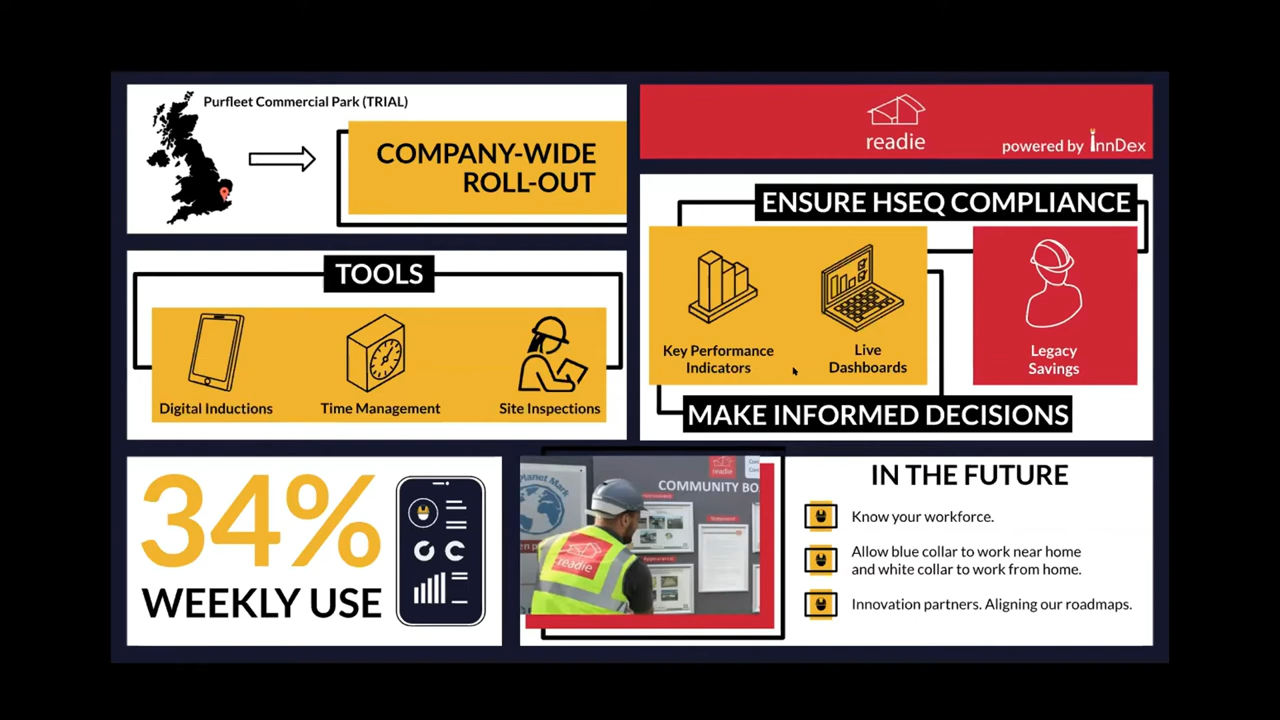 Purfleet Commercial Park (TRIAL)
COMPANY-WIDE
ROLL-OUT
readie
powered by InnDex
TOOLS
Digital Inductions
Time Management
Site Inspections
ENSURE HSEQ COMPLIANCE
Key Performance
Indicators
Live
Dashboards
Legacy
Savings
MAKE INFORMED DECISIONS
34%
WEEKLY USE
lanet Mark
readie
COMMUNITY BO
readie
IN THE FUTURE
Know your workforce.
Allow blue collar to work near home
and white collar to work from home.
Innovation partners. Aligning our roadmaps.